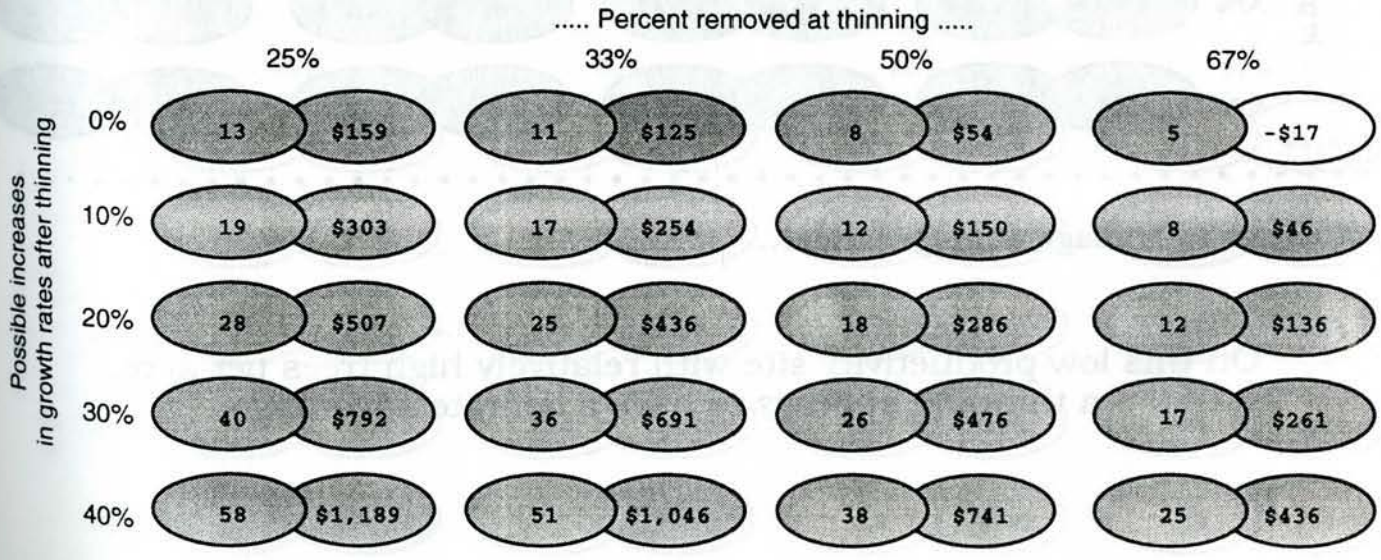 ..... Percent removed at thinning .....
25% 33% 50% 67%
Possible increases
in growth rates after thinning
0% 13 $159 11 $125 8 $54 5 -$17
10% 19 $303 17 $254 12 $150 8 $46
20% 28 $507 25 $436 18 $286 12 $136
30% 40 $792 36 $691 26 $476 17 $261
40% 58 $1,189 51 $1,046 38 $741 25 $436